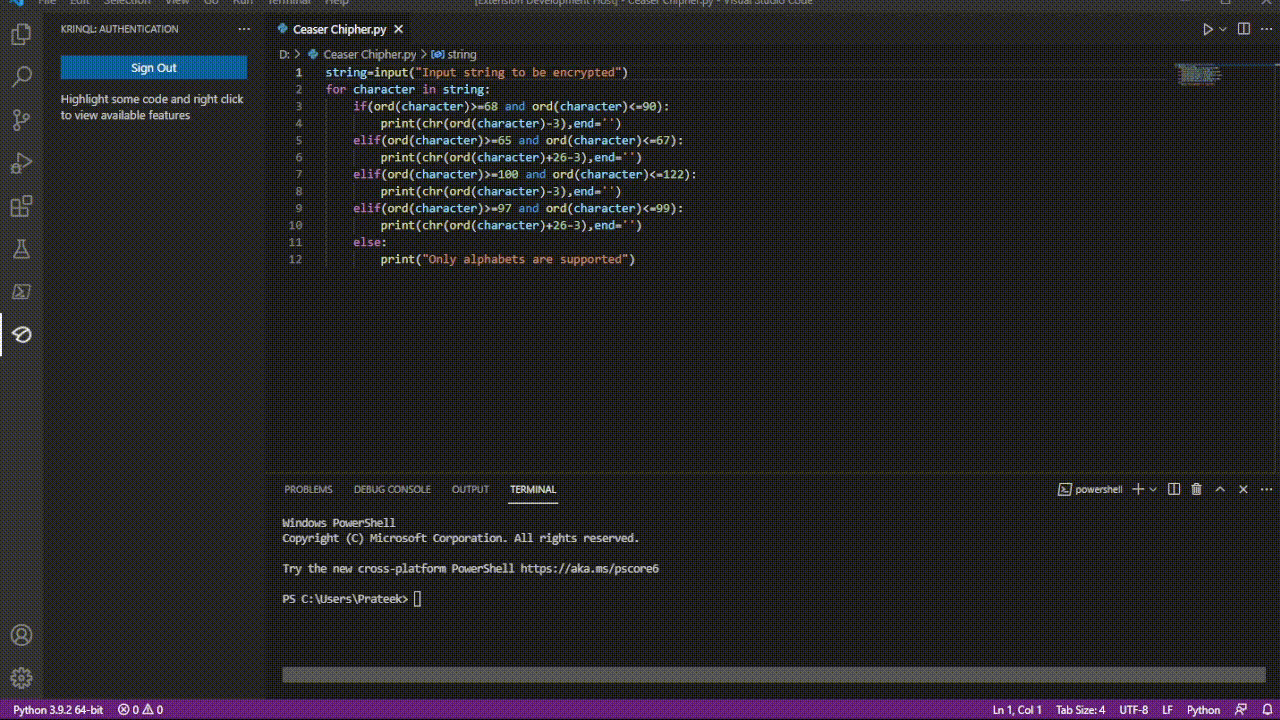 File Edit Selection View Go Run Terminal Help [Extension Development Host] - Ceaser Chipher.py - Visual Studio Code
KRINQL: AUTHENTICATION
Sign Out
Highlight some code and right click
to view available features
Ceaser Chipher.py
D: > Ceaser Chipher.py > string
1 string=input("Input string to be encrypted")
2 for character in string:
3 if(ord(character)>=68 and ord(character)<=90):
4 print(chr(ord(character)-3),end='')
5 elif(ord(character)>=65 and ord(character)<=67):
6 print(chr(ord(character)+26-3),end='')
7 elif(ord(character)>=100 and ord(character)<=122):
8 print(chr(ord(character)-3),end='')
9 elif(ord(character)>=97 and ord(character)<=99):
10 print(chr(ord(character)+26-3),end='')
11 else:
12 print("Only alphabets are supported")
PROBLEMS DEBUG CONSOLE OUTPUT TERMINAL powershell
Windows PowerShell
Copyright (C) Microsoft Corporation. All rights reserved.
Try the new cross-platform PowerShell https://aka.ms/pscore6
PS C:\Users\Prateek>
Python 3.9.2 64-bit 0 0 Ln 1, Col 1 Tab Size: 4 UTF-8 LF Python